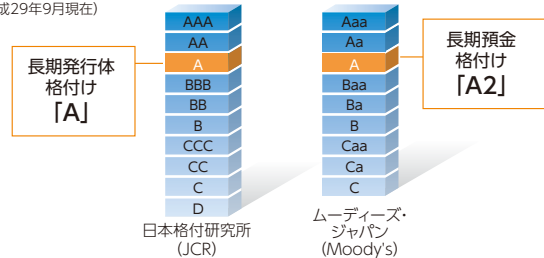 成29年9月現在)
長期発行体
格付け
「A」
AAA
AA
A
BBB
BB
B
CCC
CC
C
D
日本格付研究所
(JCR)
Aaa
Aa
A
Baa
Ba
B
Caa
Ca
C
ムーディーズ・
ジャパン
(Moody's)
長期預金
格付け
「A2」